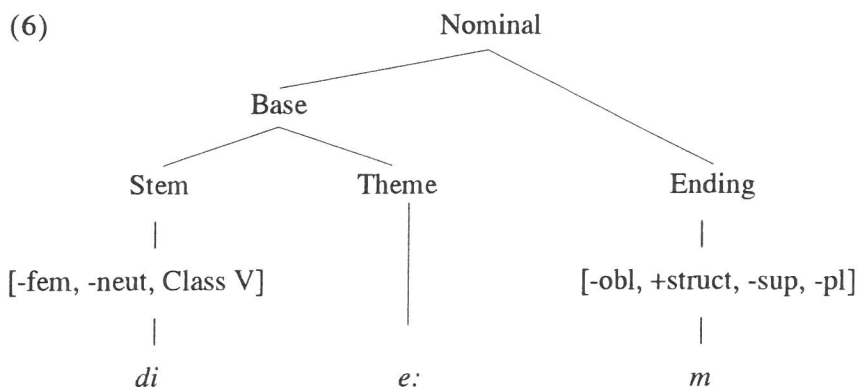 (6) Nominal
Base
Stem Theme Ending
[-fem, -neut, Class V] [-obl, +struct, -sup, -pl]
di e: m